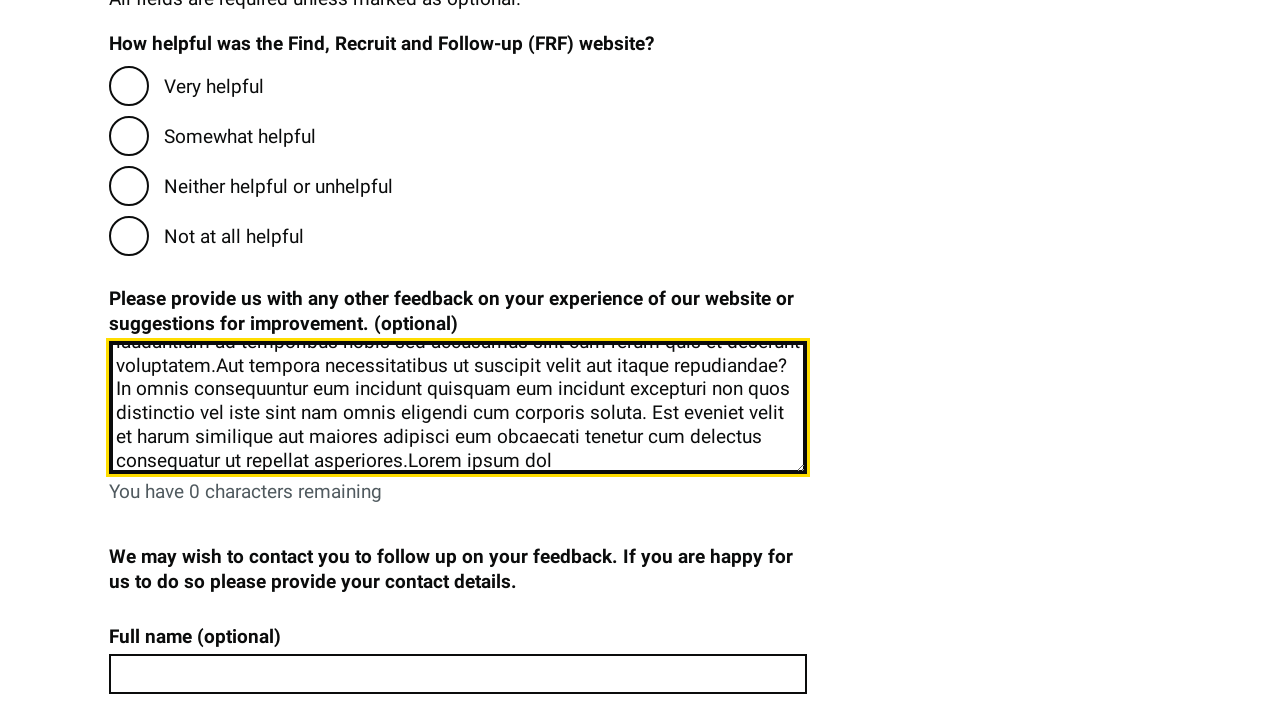 All fields are required unless marked as optional.
How helpful was the Find, Recruit and Follow-up (FRF) website?
Very helpful
Somewhat helpful
Neither helpful or unhelpful
Not at all helpful
Please provide us with any other feedback on your experience of our website or
suggestions for improvement. (optional)
voluptatem.Aut tempora necessitatibus ut suscipit velit aut itaque repudiandae?
In omnis consequuntur eum incidunt quisquam eum incidunt excepturi non quos
distinctio vel iste sint nam omnis eligendi cum corporis soluta. Est eveniet velit
et harum similique aut maiores adipisci eum obcaecati tenetur cum delectus
consequatur ut repellat asperiores.Lorem ipsum dol
You have 0 characters remaining
We may wish to contact you to follow up on your feedback. If you are happy for
us to do so please provide your contact details.
Full name (optional)